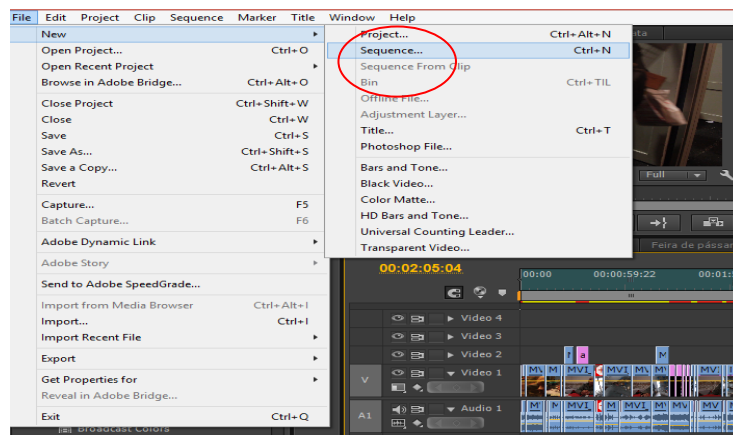 File Edit Project Clip Sequence Marker Title Window Help
New
Open Project... Ctrl+O
Open Recent Project
Browse in Adobe Bridge... Ctrl+Alt+O
Close Project Ctrl+Shift+W
Close Ctrl+W
Save Ctrl+S
Save As... Ctrl+Shift+S
Save a Copy... Ctrl+Alt+S
Revert
Capture... F5
Batch Capture... F6
Adobe Dynamic Link
Adobe Story
Send to Adobe SpeedGrade...
Import from Media Browser Ctrl+Alt+I
Import... Ctrl+I
Import Recent File
Export
Get Properties for
Reveal in Adobe Bridge...
Exit Ctrl+Q
Broadcast Colors
Project... Ctrl+Alt+N
Sequence... Ctrl+N
Sequence From Clip
Bin Ctrl+TIL
Offline File...
Adjustment Layer...
Title... Ctrl+T
Photoshop File...
Bars and Tone...
Black Video...
Color Matte...
HD Bars and Tone...
Universal Counting Leader...
Transparent Video...
Full
Feira de pássar
00:02:05:04
00:00 00:00:59:22 00:01:
Video 4
Video 3
Video 2
V Video 1
A1 Audio 1